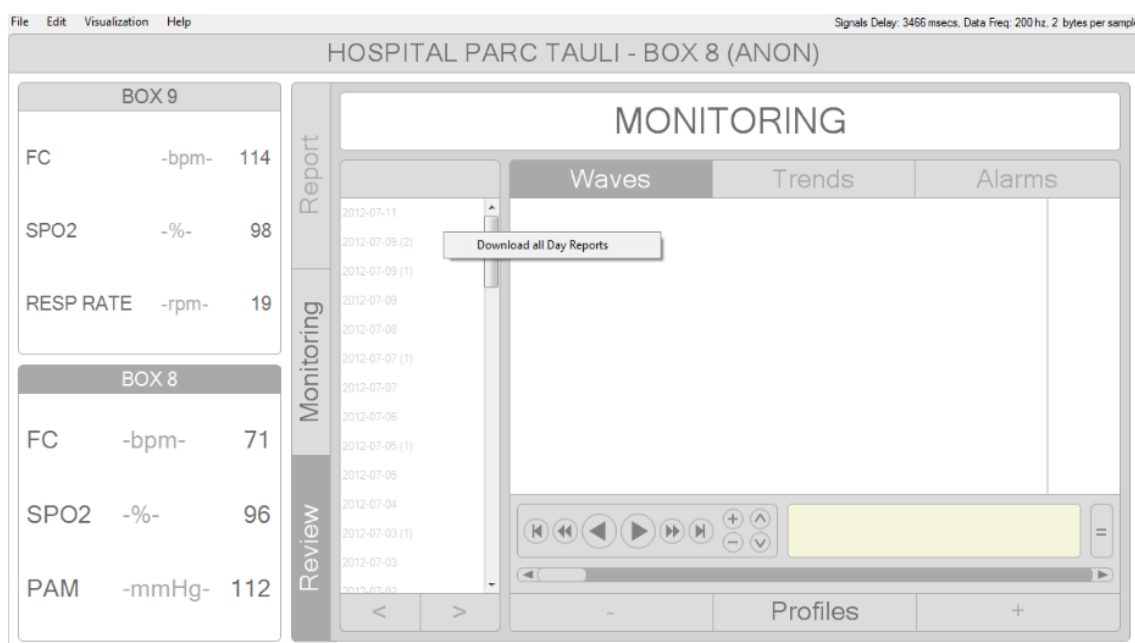 File Edit Visualization Help
Signals Delay: 3466 msecs, Data Freq: 200 hz, 2 bytes per sample
HOSPITAL PARC TAULI - BOX 8 (ANON)
BOX 9
FC -bpm- 114
SPO2 -%- 98
RESP RATE -rpm- 19
BOX 8
FC -bpm- 71
SPO2 -%- 96
PAM -mmHg- 112
Report
Monitoring
Review
MONITORING
Waves Trends Alarms
2012-07-11
2012-07-09 (2)
Download all Day Reports
2012-07-09 (1)
2012-07-09
2012-07-08
2012-07-07 (1)
2012-07-07
2012-07-06
2012-07-05 (1)
2012-07-05
2012-07-04
2012-07-03 (1)
2012-07-03
2012-07-02
< >
- Profiles +